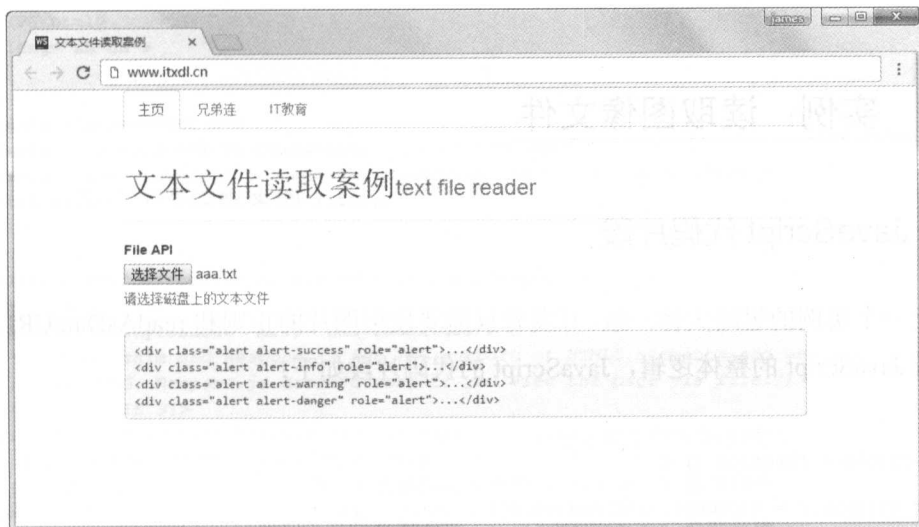 james
WS 文本文件读取案例
www.itxdl.cn
主页 兄弟连 IT教育
文本文件读取案例text file reader
File API
选择文件 aaa.txt
请选择磁盘上的文本文件
<div class="alert alert-success" role="alert">...</div>
<div class="alert alert-info" role="alert">...</div>
<div class="alert alert-warning" role="alert">...</div>
<div class="alert alert-danger" role="alert">...</div>